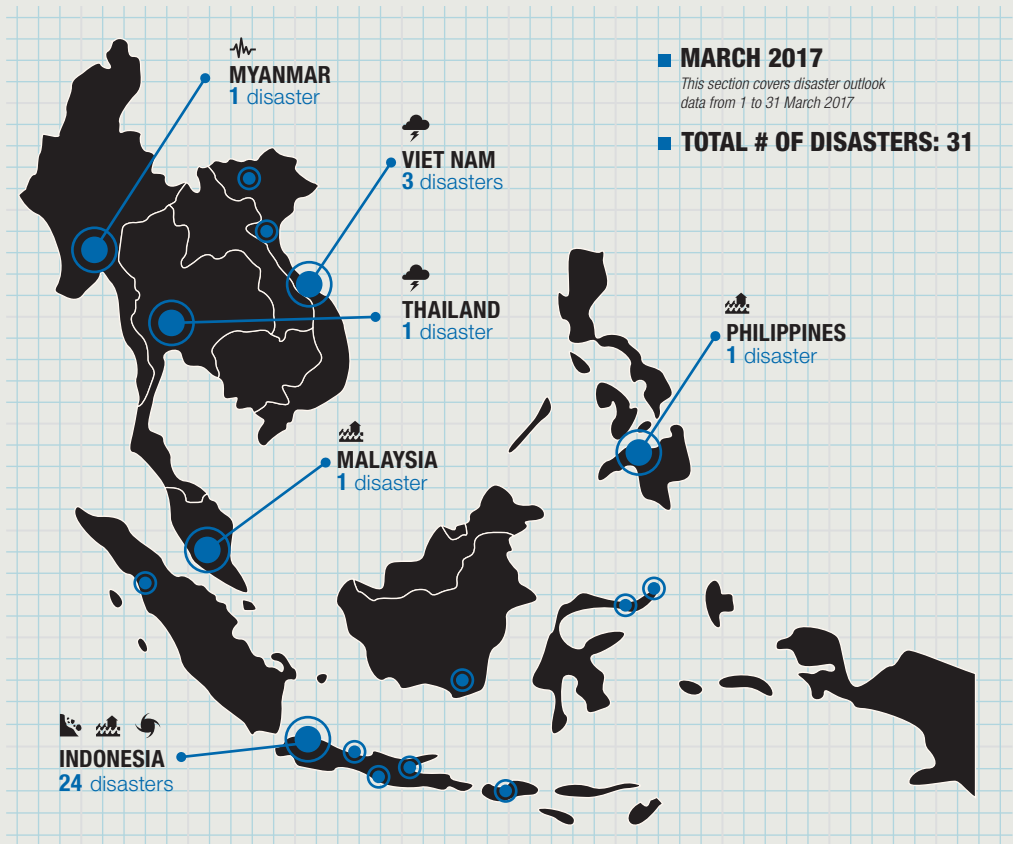 MARCH 2017
This section covers disaster outlook
data from 1 to 31 March 2017
TOTAL # OF DISASTERS: 31
MYANMAR
1 disaster
VIET NAM
3 disasters
THAILAND
1 disaster
PHILIPPINES
1 disaster
MALAYSIA
1 disaster
INDONESIA
24 disasters